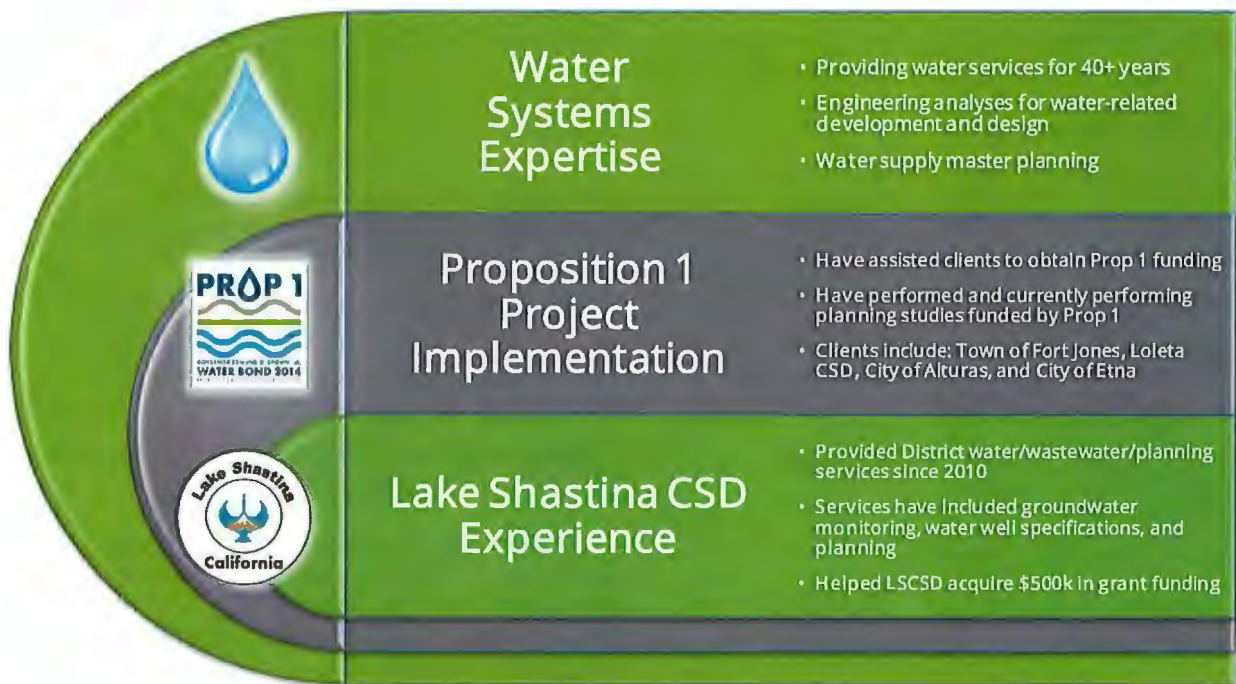 Water
Systems
Expertise
• Providing water services for 40+ years
• Engineering analyses for water-related
development and design
• Water supply master planning
PROP 1
WATER BOND 2014
Proposition 1
Project
Implementation
• Have assisted clients to obtain Prop 1 funding
• Have performed and currently performing
planning studies funded by Prop 1
• Clients include: Town of Fort Jones, Loleta
CSD, City of Alturas, and City of Etna
Lake Shastina
California
Lake Shastina CSD
Experience
• Provided District water/wastewater/planning
services since 2010
• Services have included groundwater
monitoring, water well specifications, and
planning
• Helped LSCSD acquire $500k in grant funding